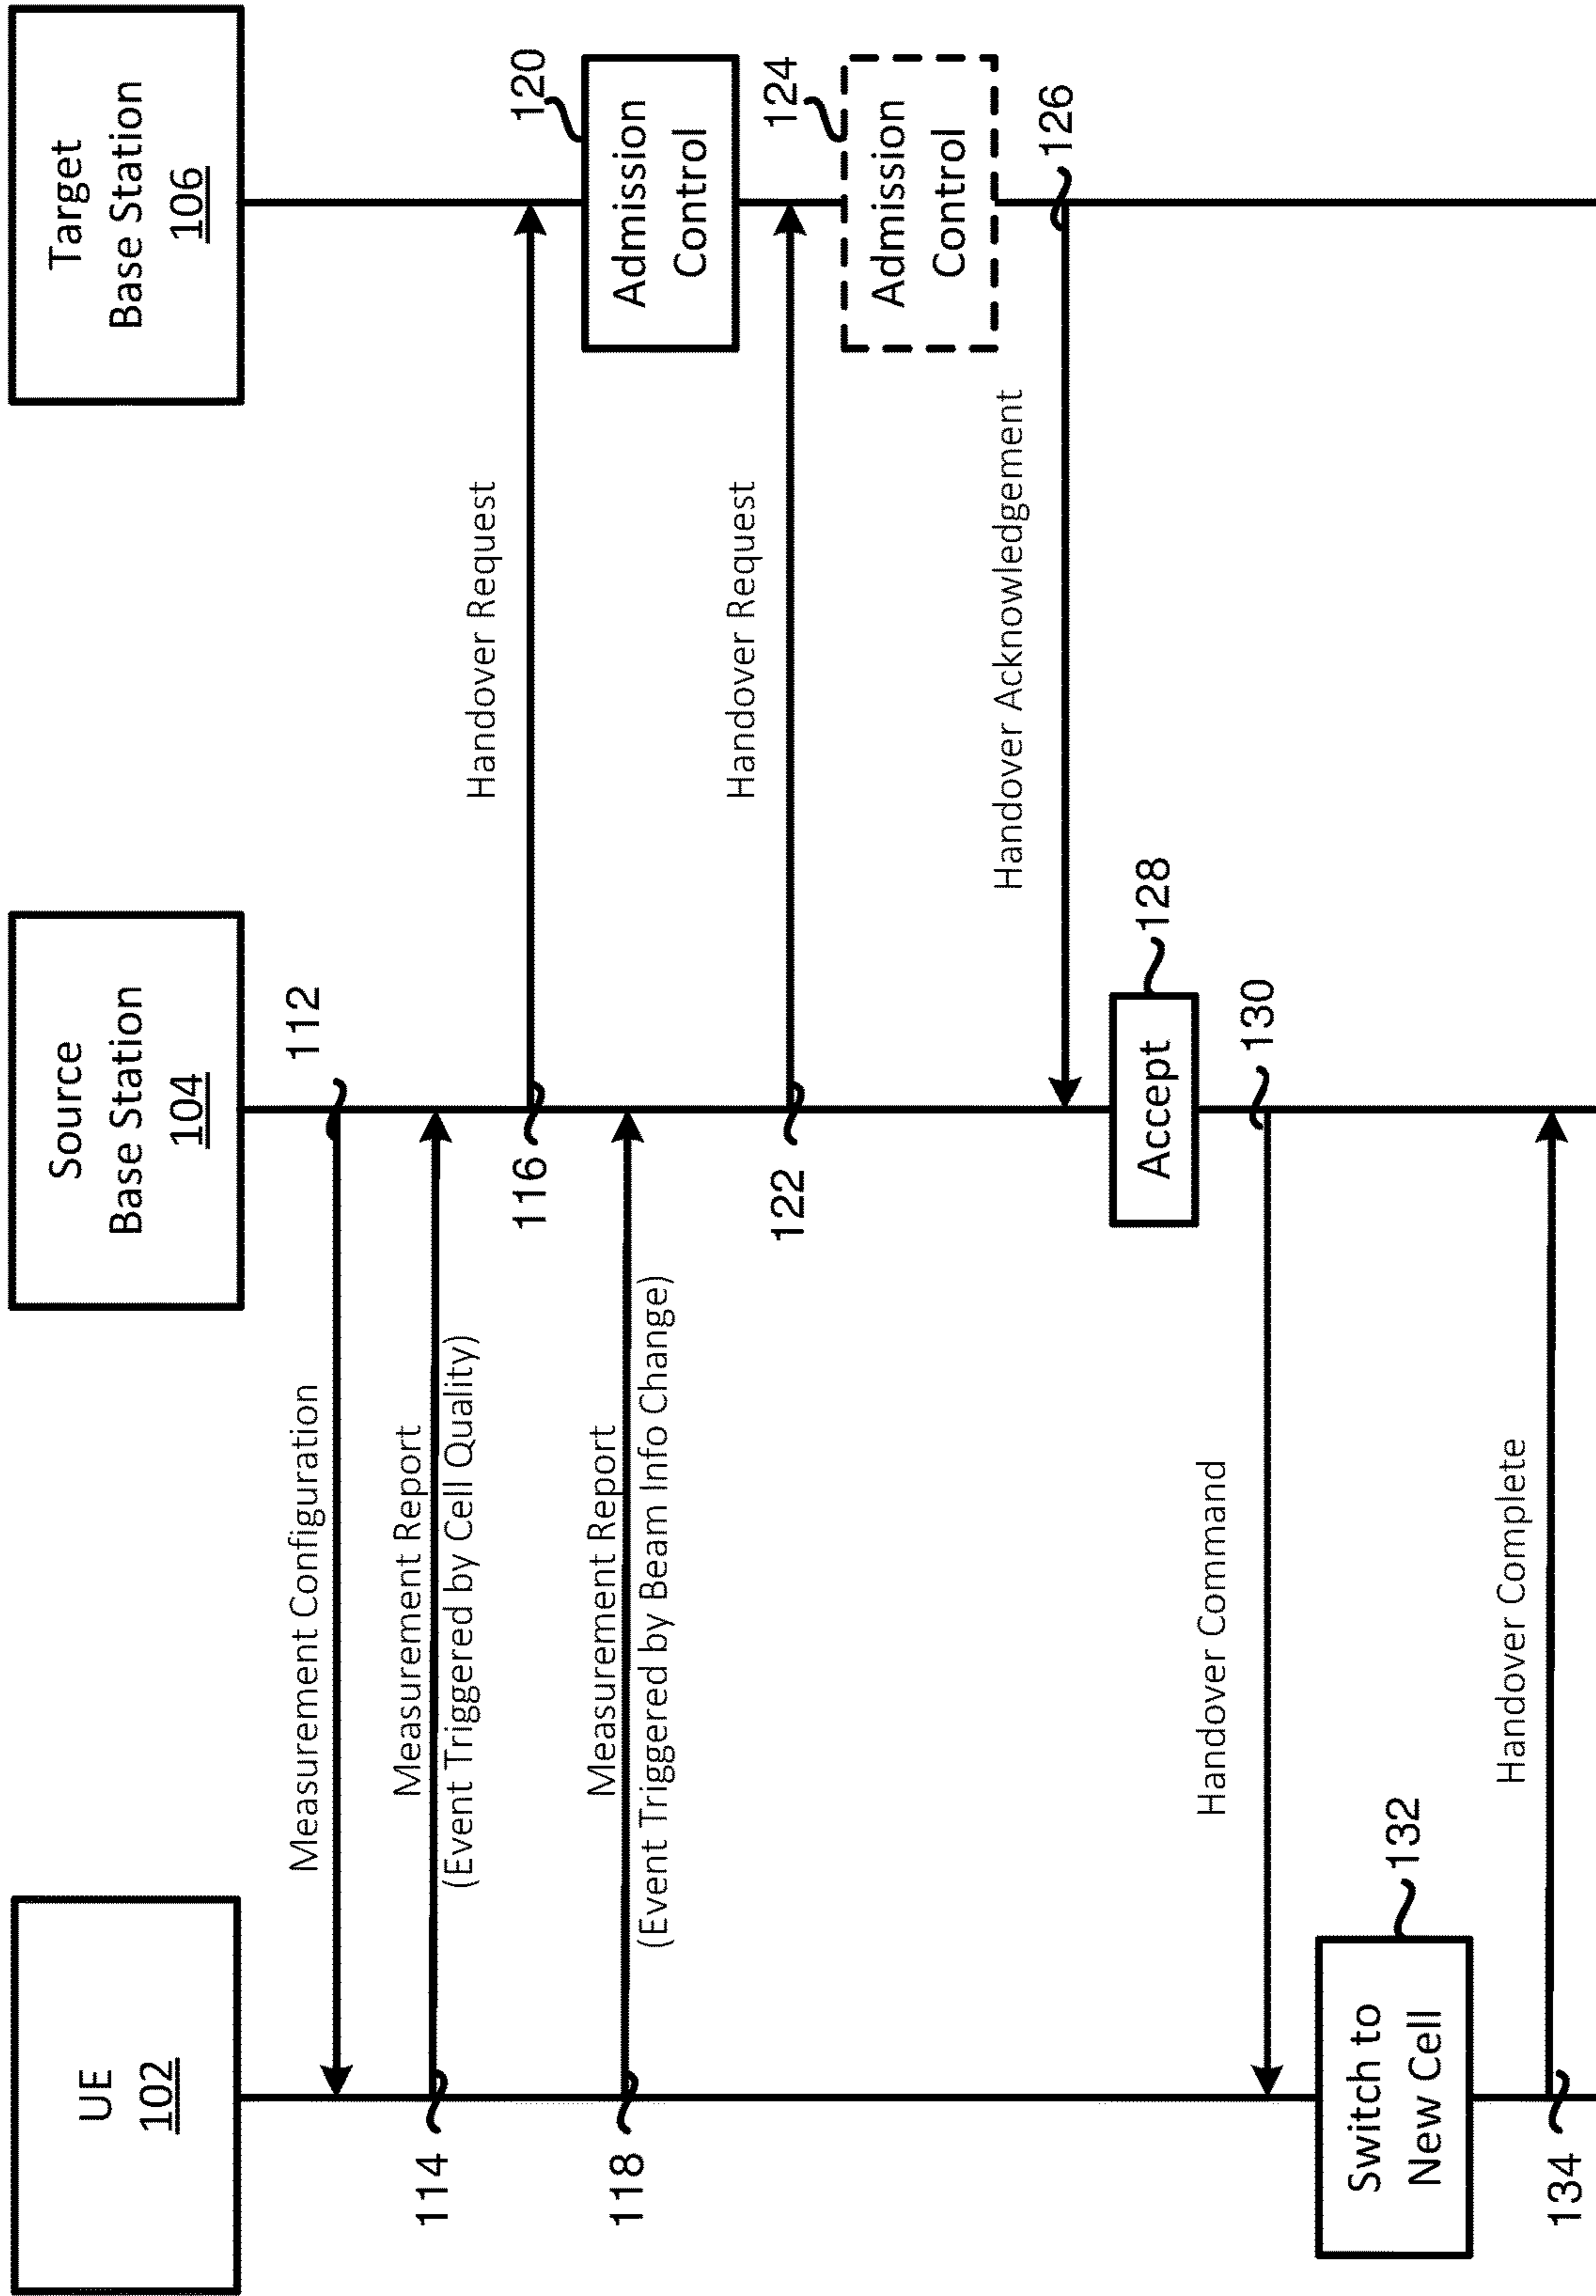 UE
102
Source
Base Station
104
Target
Base Station
106
112
Measurement Configuration
Measurement Report
(Event Triggered by Cell Quality)
114
Handover Request
116
Measurement Report
(Event Triggered by Beam Info Change)
118
120
Admission
Control
Handover Request
122
124
Admission
Control
Handover Acknowledgement
126
Accept
128
Handover Command
130
Switch to
New Cell
132
Handover Complete
134